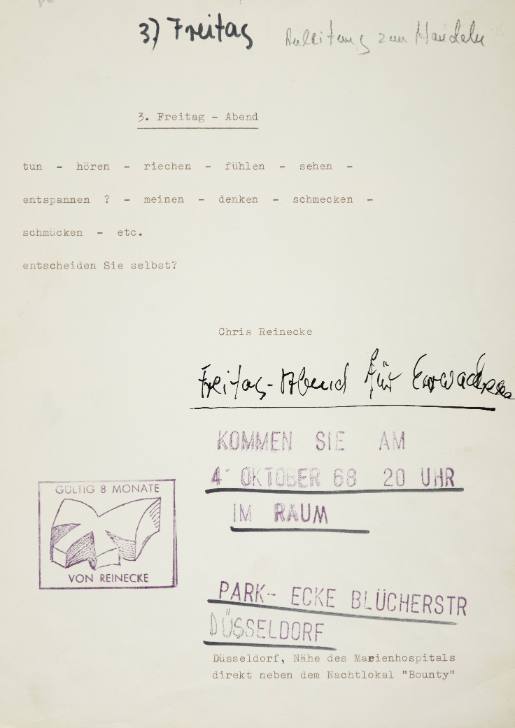 3) Freitag Anleitung zum Handeln
3. Freitag - Abend
tun - hören - riechen - fühlen - sehen -
entspannen ? - meinen - denken - schmecken -
schmücken - etc.
entscheiden Sie selbst?
Chris Reinecke
Freitag-Abend für Erwachsene
KOMMEN SIE AM
4. OKTOBER 68 20 UHR
IM RAUM
GÜLTIG 8 MONATE
VON REINECKE
PARK- ECKE BLÜCHERSTR
DÜSSELDORF
Düsseldorf, Nähe des Marienhospitals
direkt neben dem Nachtlokal "Bounty"